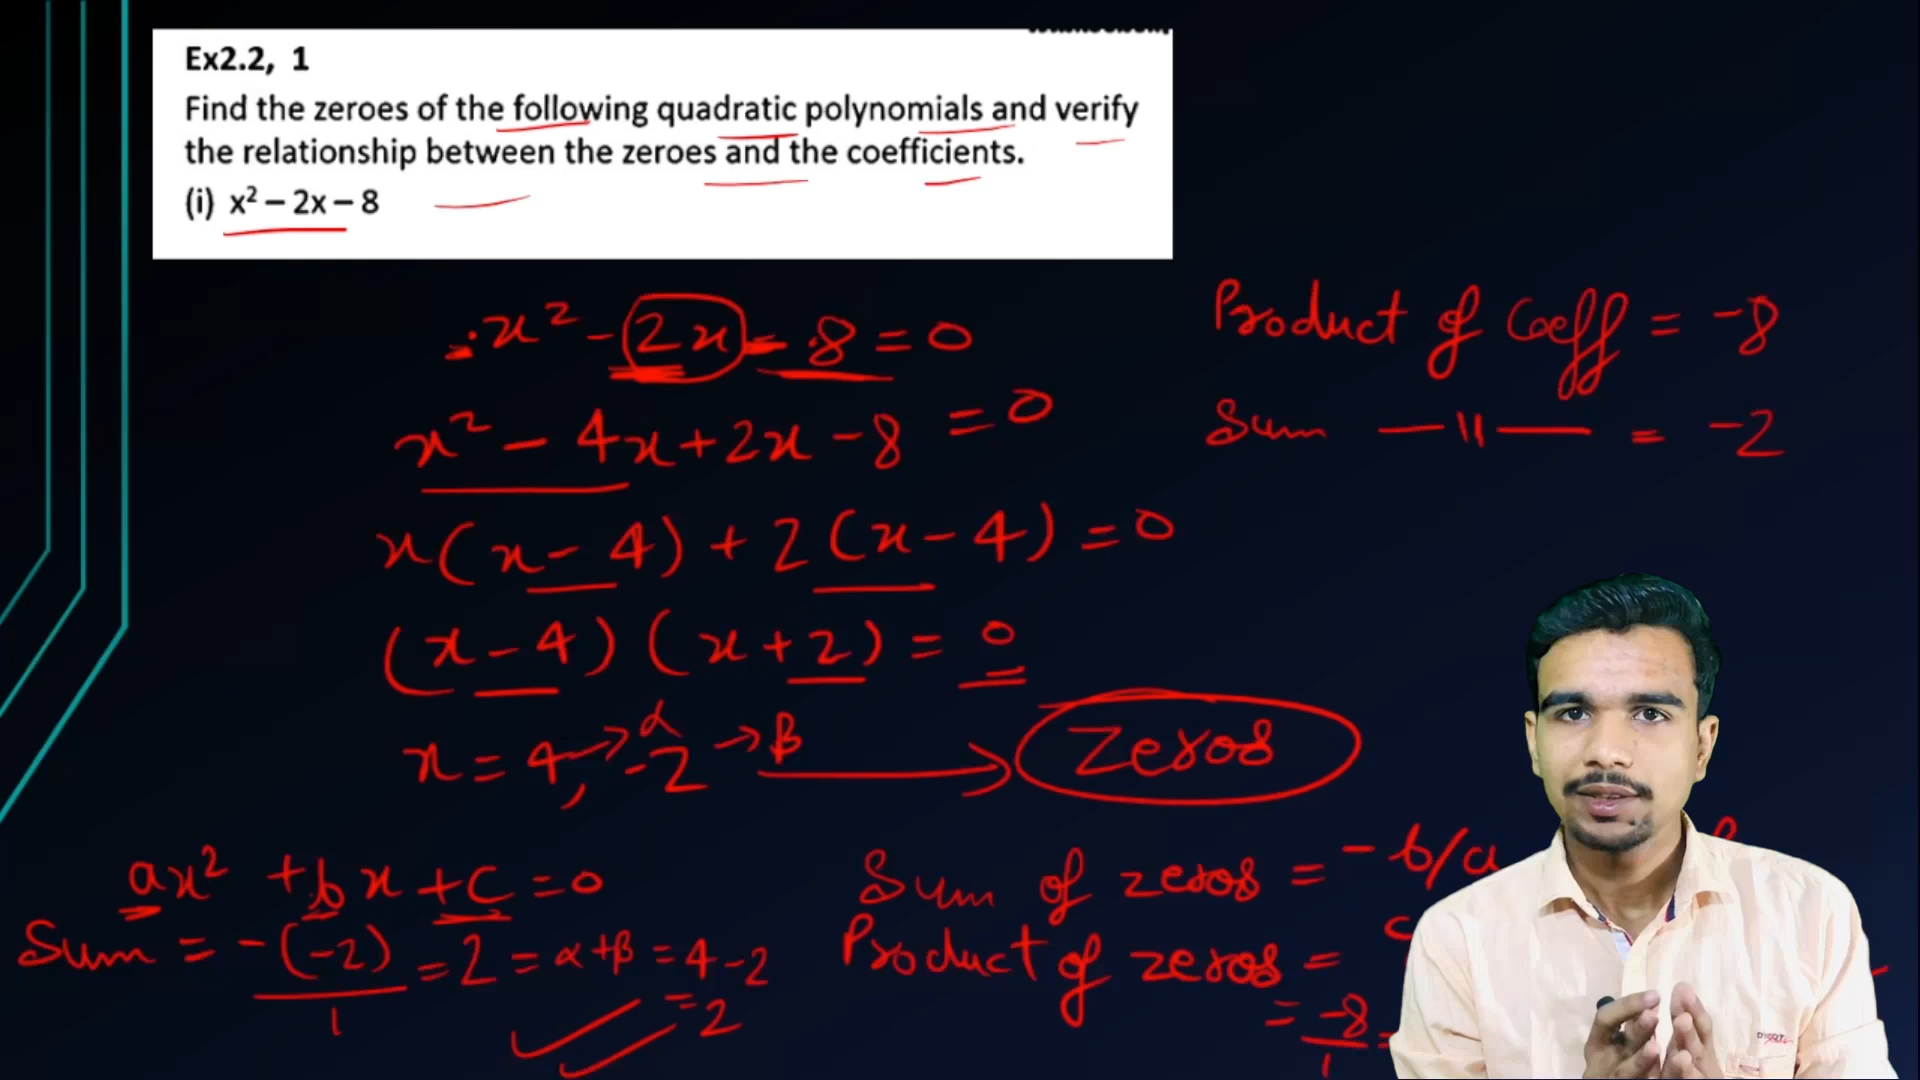 Ex2.2, 1
Find the zeroes of the following quadratic polynomials and verify
the relationship between the zeroes and the coefficients.
(i) x² – 2x – 8
x² - 2x - 8 = 0
x² - 4x + 2x - 8 = 0
x(x - 4) + 2(x - 4) = 0
(x - 4)(x + 2) = 0
x = 4 → α, -2 → β → Zeros
Product of Coeff = -8
Sum —11— = -2
ax² + bx + c = 0
Sum = -(-2)/1 = 2 = α + β = 4 - 2
= 2
Sum of zeros = - b/a
Product of zeros =
= -8/1 =